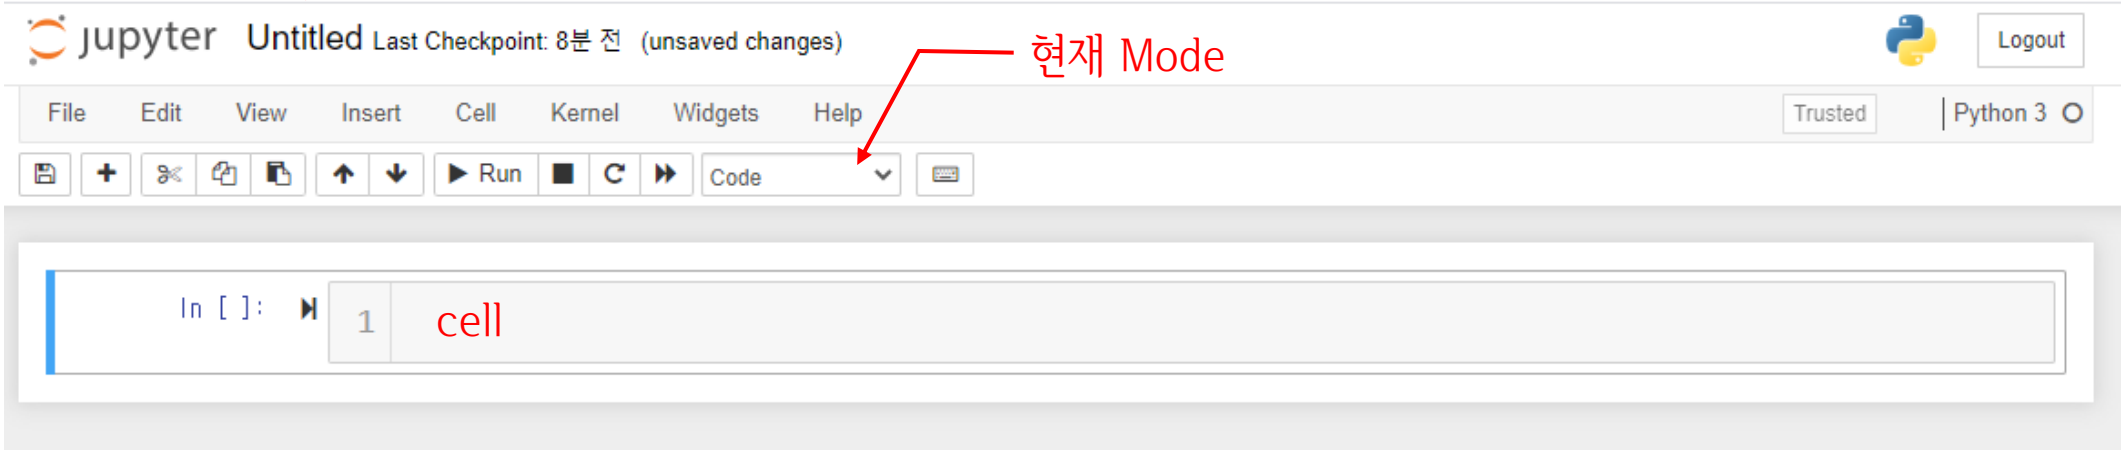 jupyter Untitled Last Checkpoint: 8분 전 (unsaved changes)
현재 Mode
Logout
File Edit View Insert Cell Kernel Widgets Help
Trusted
Python 3
Run
Code
In [ ]:
1
cell